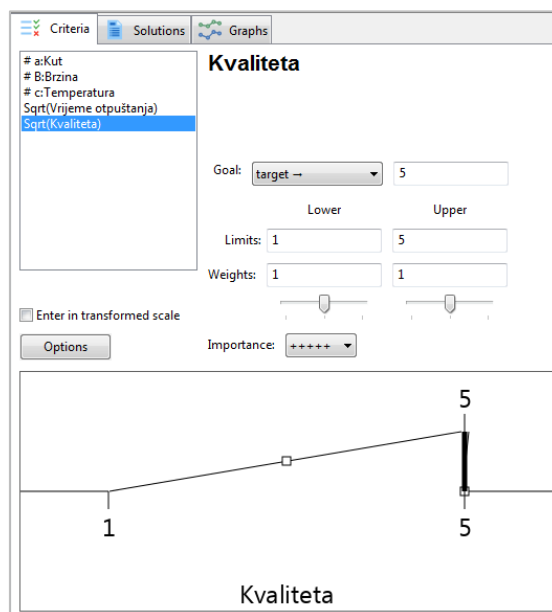 Criteria Solutions Graphs
# a:Kut
# B:Brzina
# c:Temperatura
Sqrt(Vrijeme otpuštanja)
Sqrt(Kvaliteta)
Kvaliteta
Goal: target → 5
Lower Upper
Limits: 1 5
Weights: 1 1
Enter in transformed scale
Options
Importance: +++++
5
1
5
Kvaliteta